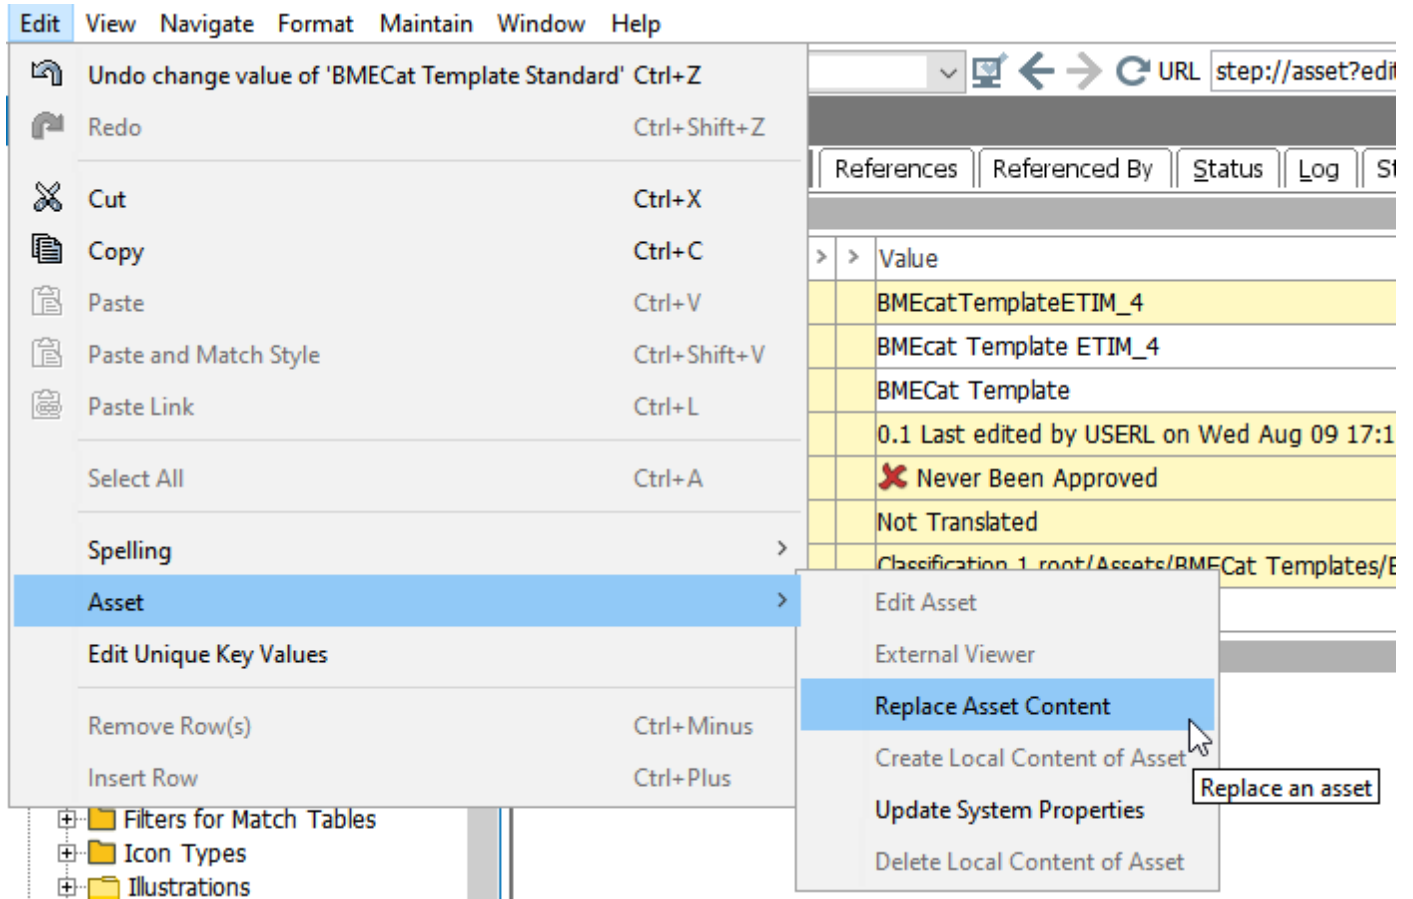 Edit View Navigate Format Maintain Window Help
Undo change value of 'BMECat Template Standard' Ctrl+Z
URL step://asset?edit
Redo Ctrl+Shift+Z
References Referenced By Status Log St
Cut Ctrl+X
Copy Ctrl+C
> > Value
Paste Ctrl+V
BMEcatTemplateETIM_4
Paste and Match Style Ctrl+Shift+V
BMEcat Template ETIM_4
Paste Link Ctrl+L
BMECat Template
0.1 Last edited by USERL on Wed Aug 09 17:1
Select All Ctrl+A
Never Been Approved
Not Translated
Spelling >
Classification 1 root/Assets/BMECat Templates/B
Asset >
Edit Asset
Edit Unique Key Values
External Viewer
Replace Asset Content
Remove Row(s) Ctrl+Minus
Create Local Content of Asset
Insert Row Ctrl+Plus
Replace an asset
Update System Properties
Filters for Match Tables
Icon Types
Delete Local Content of Asset
Illustrations